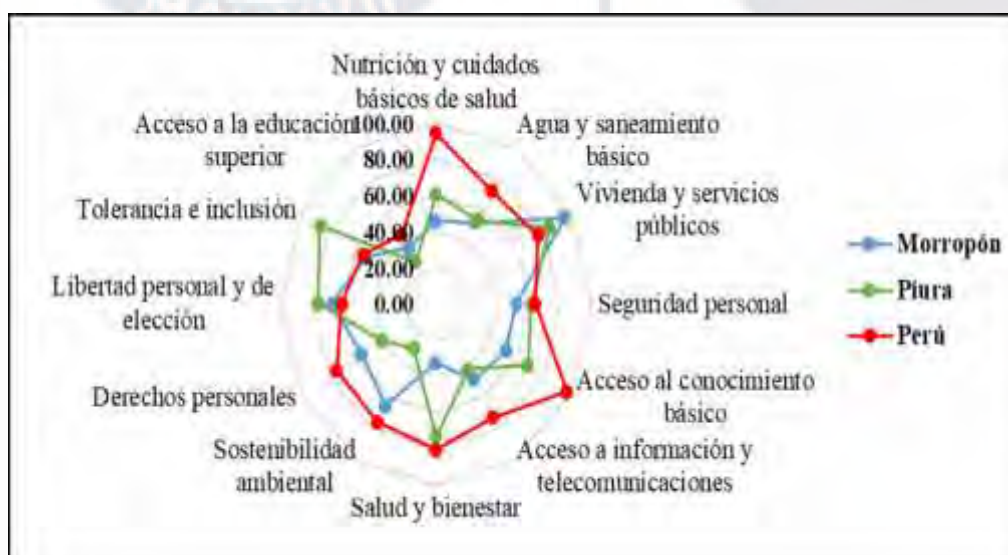 Nutrición y cuidados
básicos de salud
Agua y saneamiento
básico
Vivienda y servicios
públicos
Seguridad personal
Acceso al conocimiento
básico
Acceso a información y
telecomunicaciones
Salud y bienestar
Sostenibilidad
ambiental
Derechos personales
Libertad personal y de
elección
Tolerancia e inclusión
Acceso a la educación
superior
100.00
80.00
60.00
40.00
20.00
0.00
Morropón
Piura
Perú